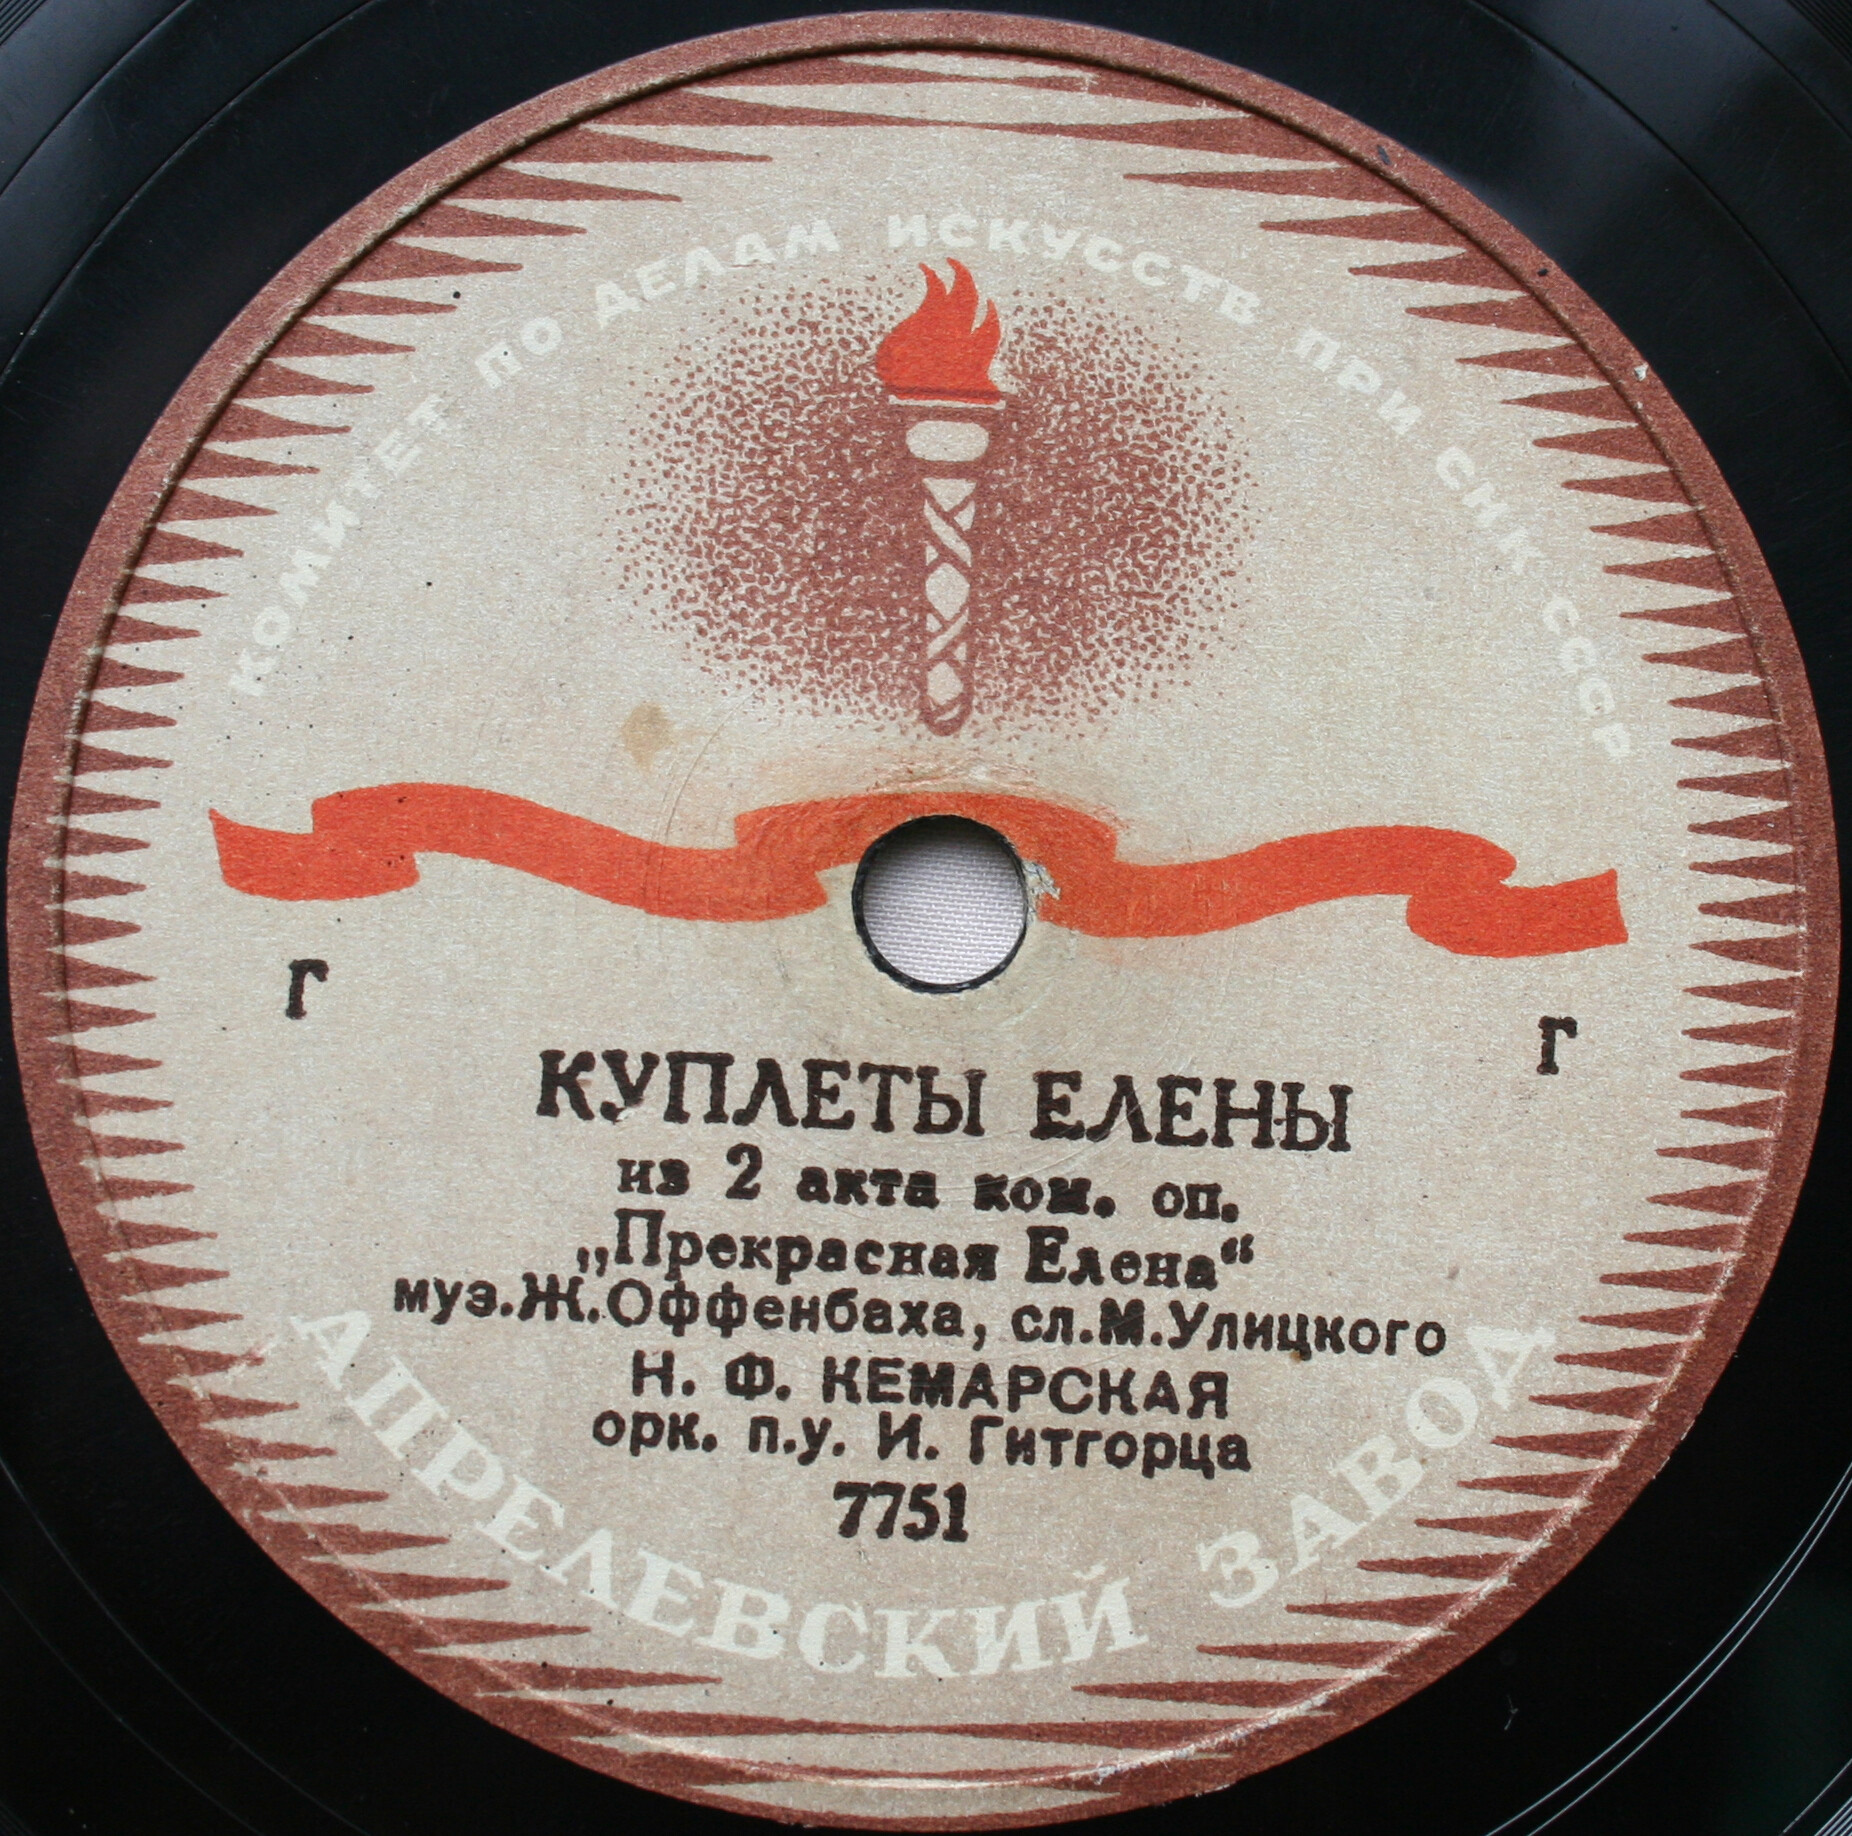 КОМИТЕТ ПО ДЕЛАМ ИСКУССТВ ПРИ СНК СССР
г г
КУПЛЕТЫ ЕЛЕНЫ
из 2 акта ком. оп.
„Прекрасная Елена“
муз.Ж.Оффенбаха, сл.М.Улицкого
Н. Ф. КЕМАРСКАЯ
орк. п.у. И. Гитгорца
7751
АПРЕЛЕВСКИЙ ЗАВОД